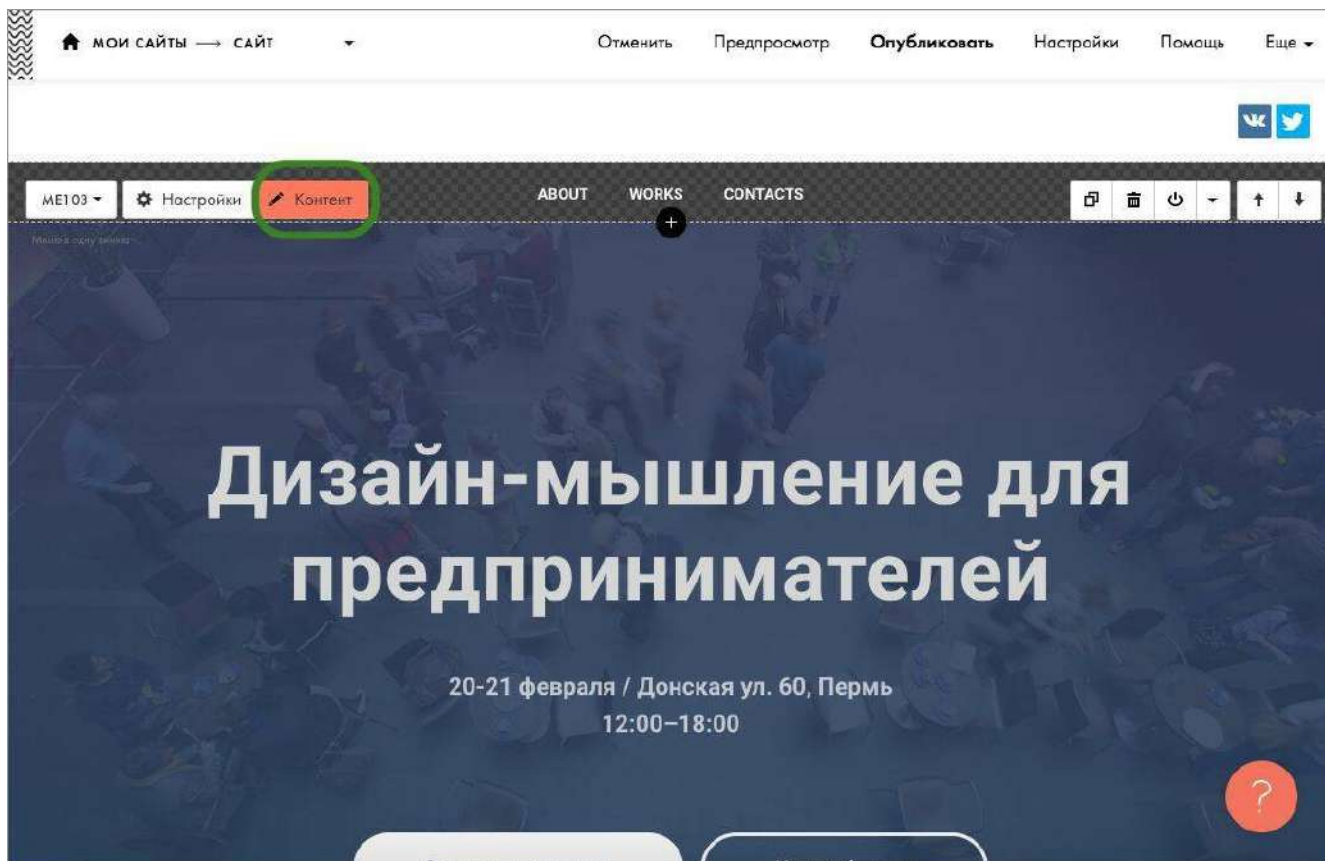 МОИ САЙТЫ → САЙТ
Отменить Предпросмотр Опубликовать Настройки Помощь Еще
ME103 Настройки Контент
ABOUT WORKS CONTACTS
Дизайн-мышление для
предпринимателей
20-21 февраля / Донская ул. 60, Пермь
12:00–18:00
?